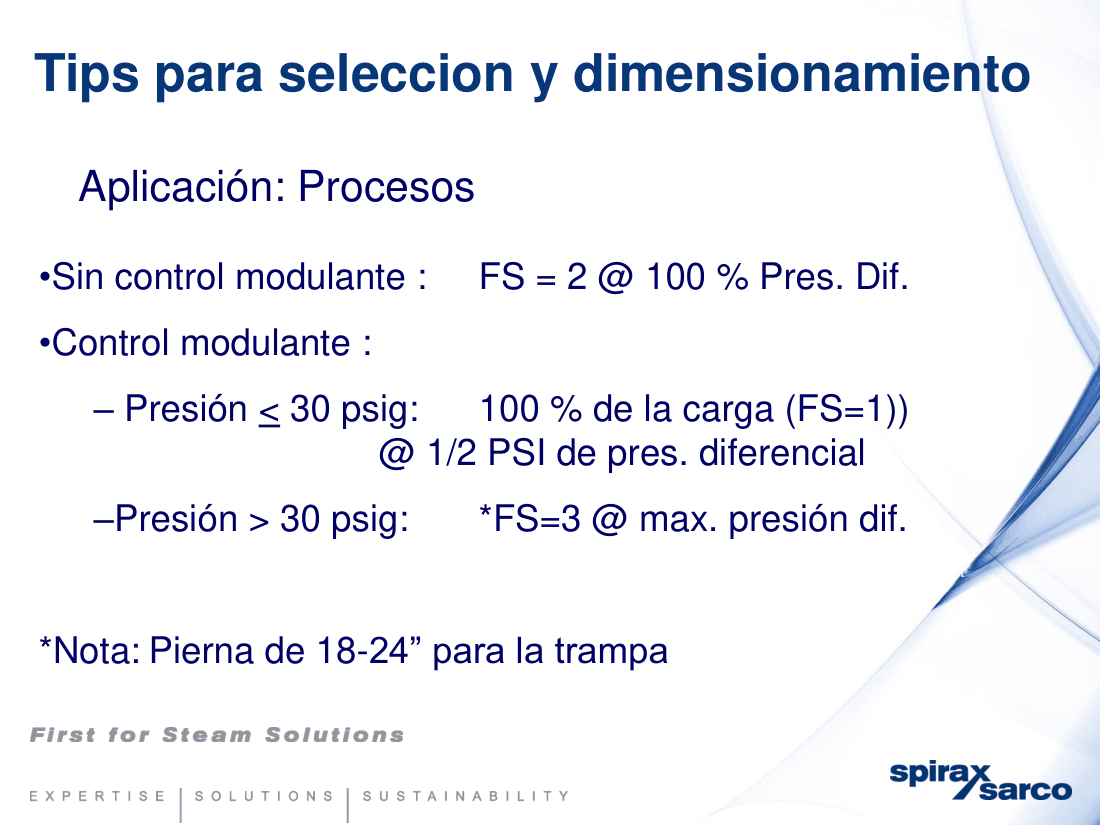 Tips para seleccion y dimensionamiento
Aplicación: Procesos
•Sin control modulante : FS = 2 @ 100 % Pres. Dif.
•Control modulante :
– Presión < 30 psig: 100 % de la carga (FS=1))
@ 1/2 PSI de pres. diferencial
–Presión > 30 psig: *FS=3 @ max. presión dif.
*Nota: Pierna de 18-24” para la trampa
First for Steam Solutions
EXPERTISE SOLUTIONS SUSTAINABILITY
spirax
sarco